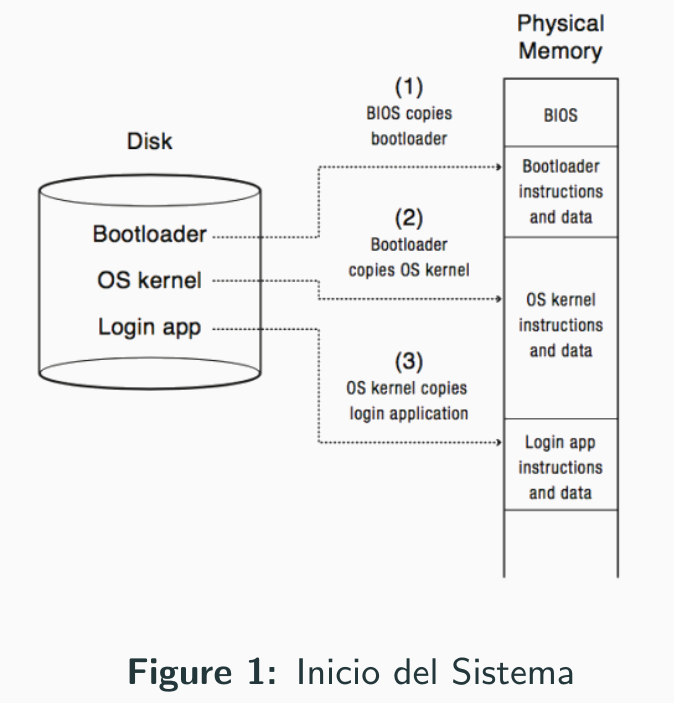 Physical
Memory
Disk
Bootloader
OS kernel
Login app
(1)
BIOS copies
bootloader
(2)
Bootloader
copies OS kernel
(3)
OS kernel copies
login application
BIOS
Bootloader
instructions
and data
OS kernel
instructions
and data
Login app
instructions
and data
Figure 1: Inicio del Sistema